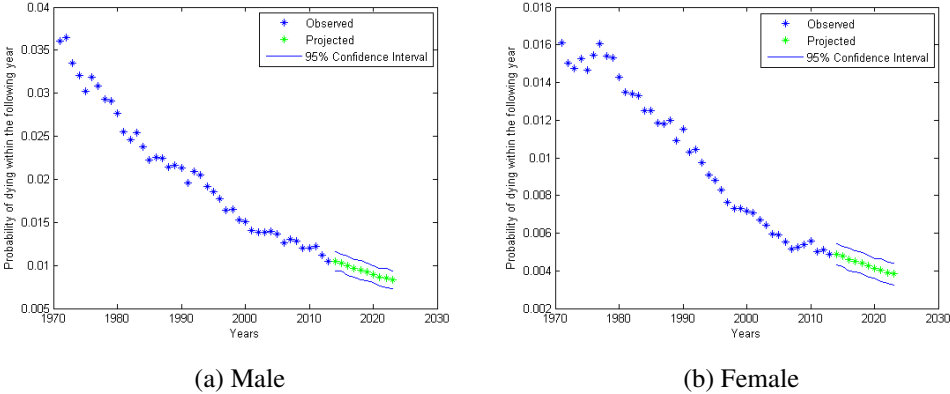 0.04
0.035
0.03
0.025
0.02
0.015
0.01
0.005
Probability of dying within the following year
1970 1980 1990 2000 2010 2020 2030
Years
Observed
Projected
95% Confidence Interval
(a) Male
0.018
0.016
0.014
0.012
0.01
0.008
0.006
0.004
0.002
Probability of dying within the following year
1970 1980 1990 2000 2010 2020 2030
Years
Observed
Projected
95% Confidence Interval
(b) Female